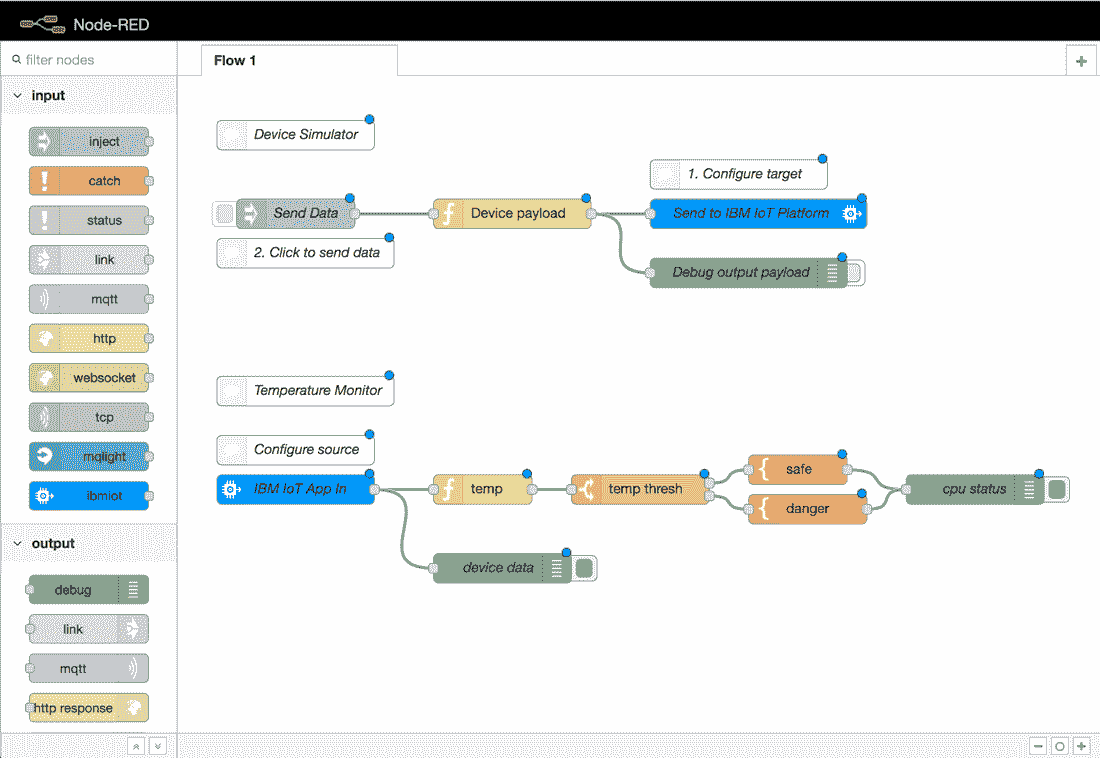 Node-RED
filter nodes
Flow 1
input
inject
catch
status
link
mqtt
http
websocket
tcp
mqlight
ibmiot
output
debug
link
mqtt
http response
Device Simulator
1. Configure target
Send Data
Device payload
Send to IBM IoT Platform
2. Click to send data
Debug output payload
Temperature Monitor
Configure source
IBM IoT App In
temp
temp thresh
safe
danger
cpu status
device data